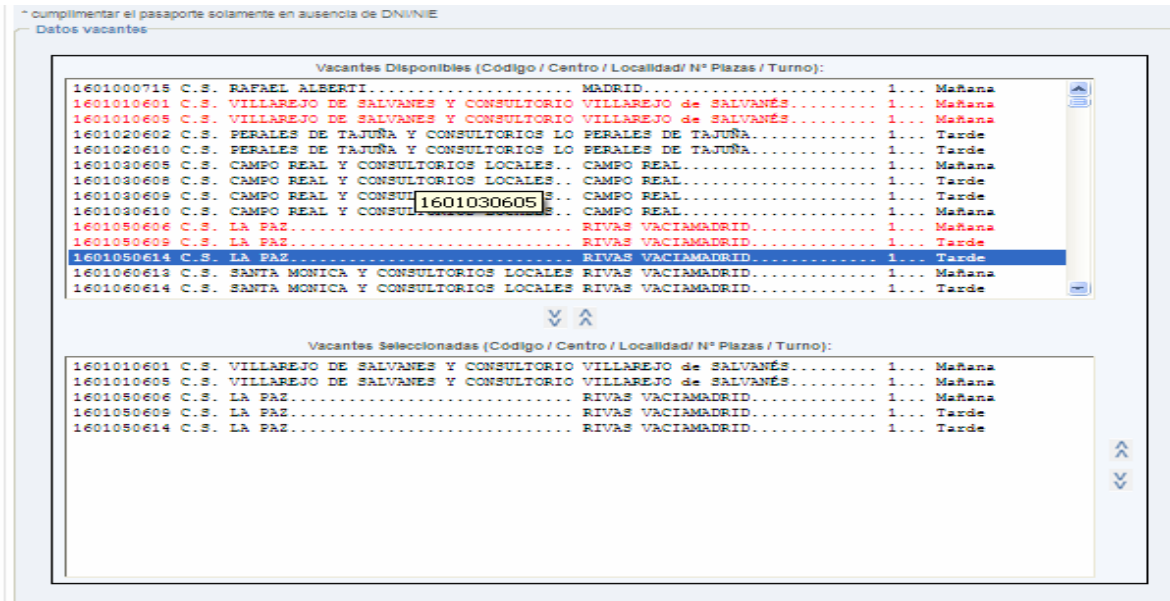 * cumplimentar el pasaporte solamente en ausencia de DNI/NIE
Datos vacantes
Vacantes Disponibles (Código / Centro / Localidad/ Nº Plazas / Turno):
1601000715 C.S. RAFAEL ALBERTI...................... MADRID......................... 1... Mañana
1601010601 C.S. VILLAREJO DE SALVANES Y CONSULTORIO VILLAREJO de SALVANÉS......... 1... Mañana
1601010605 C.S. VILLAREJO DE SALVANES Y CONSULTORIO VILLAREJO de SALVANÉS......... 1... Mañana
1601020602 C.S. PERALES DE TAJUÑA Y CONSULTORIOS LO PERALES DE TAJUÑA............. 1... Tarde
1601020610 C.S. PERALES DE TAJUÑA Y CONSULTORIOS LO PERALES DE TAJUÑA............. 1... Tarde
1601030605 C.S. CAMPO REAL Y CONSULTORIOS LOCALES.. CAMPO REAL.................... 1... Mañana
1601030608 C.S. CAMPO REAL Y CONSULTORIOS LOCALES.. CAMPO REAL.................... 1... Tarde
1601030609 C.S. CAMPO REAL Y CONSUL S.. CAMPO REAL.................... 1... Tarde
1601030605
1601030610 C.S. CAMPO REAL Y CONSULTORIOS LOCALES.. CAMPO REAL.................... 1... Mañana
1601050606 C.S. LA PAZ.............................. RIVAS VACIAMADRID............. 1... Mañana
1601050609 C.S. LA PAZ.............................. RIVAS VACIAMADRID............. 1... Tarde
1601050614 C.S. LA PAZ.............................. RIVAS VACIAMADRID............. 1... Tarde
1601060613 C.S. SANTA MONICA Y CONSULTORIOS LOCALES RIVAS VACIAMADRID............. 1... Mañana
1601060614 C.S. SANTA MONICA Y CONSULTORIOS LOCALES RIVAS VACIAMADRID............. 1... Tarde
Vacantes Seleccionadas (Código / Centro / Localidad/ Nº Plazas / Turno):
1601010601 C.S. VILLAREJO DE SALVANES Y CONSULTORIO VILLAREJO de SALVANÉS......... 1... Mañana
1601010605 C.S. VILLAREJO DE SALVANES Y CONSULTORIO VILLAREJO de SALVANÉS......... 1... Mañana
1601050606 C.S. LA PAZ.............................. RIVAS VACIAMADRID............. 1... Mañana
1601050609 C.S. LA PAZ.............................. RIVAS VACIAMADRID............. 1... Tarde
1601050614 C.S. LA PAZ.............................. RIVAS VACIAMADRID............. 1... Tarde